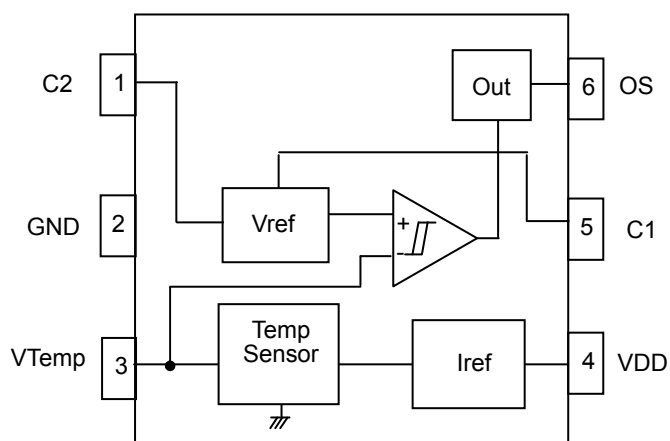 C2
1
Out
6
OS
GND
2
Vref
+
-
5
C1
VTemp
3
Temp
Sensor
Iref
4
VDD